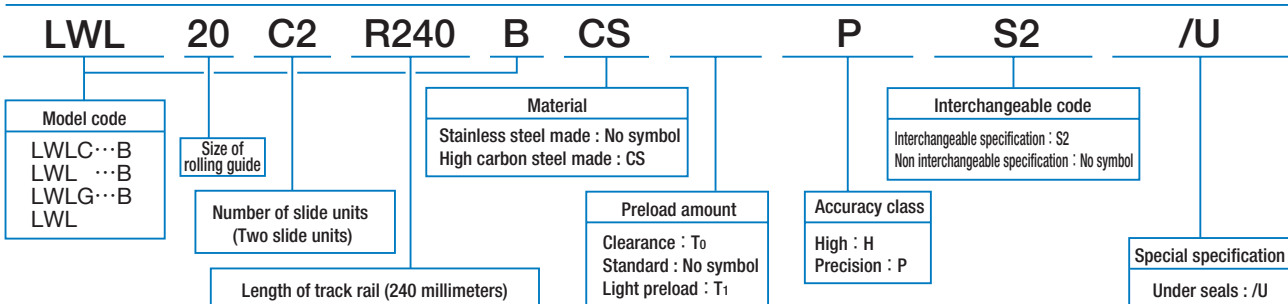 LWL 20 C2 R240 B CS P S2 /U
Model code
LWLC⋯B
LWL ⋯B
LWLG⋯B
LWL
Size of
rolling guide
Number of slide units
(Two slide units)
Length of track rail (240 millimeters)
Material
Stainless steel made : No symbol
High carbon steel made : CS
Preload amount
Clearance : T0
Standard : No symbol
Light preload : T1
Accuracy class
High : H
Precision : P
Interchangeable code
Interchangeable specification : S2
Non interchangeable specification : No symbol
Special specification
Under seals : /U